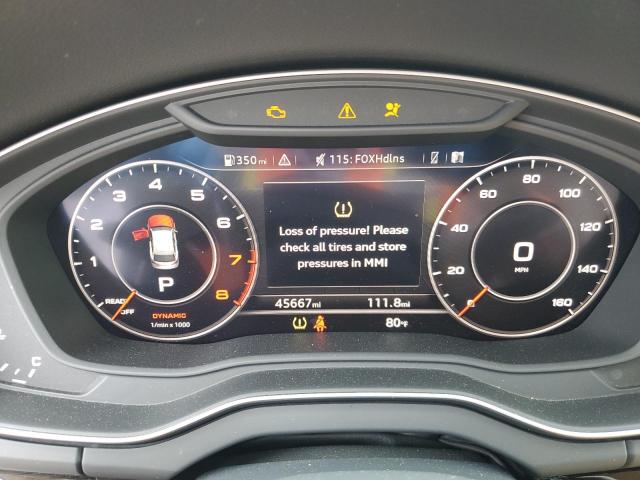 350 mi 115: FOXHdlns
Loss of pressure! Please
check all tires and store
pressures in MMI
1 2 3 4 5 6 7 8
READY
OFF
P
DYNAMIC
1/min x 1000
20 40 60 80 100 120 140 160
0
MPH
45667mi 111.8mi
80°F
C